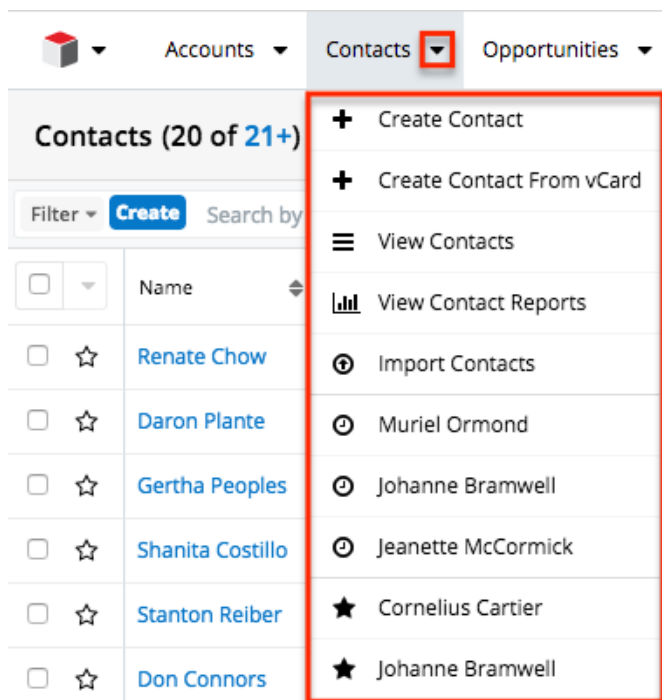 Accounts Contacts Opportunities
Contacts (20 of 21+)
Filter Create Search by
Name
Renate Chow
Daron Plante
Gertha Peoples
Shanita Costillo
Stanton Reiber
Don Connors
Create Contact
Create Contact From vCard
View Contacts
View Contact Reports
Import Contacts
Muriel Ormond
Johanne Bramwell
Jeanette McCormick
Cornelius Cartier
Johanne Bramwell